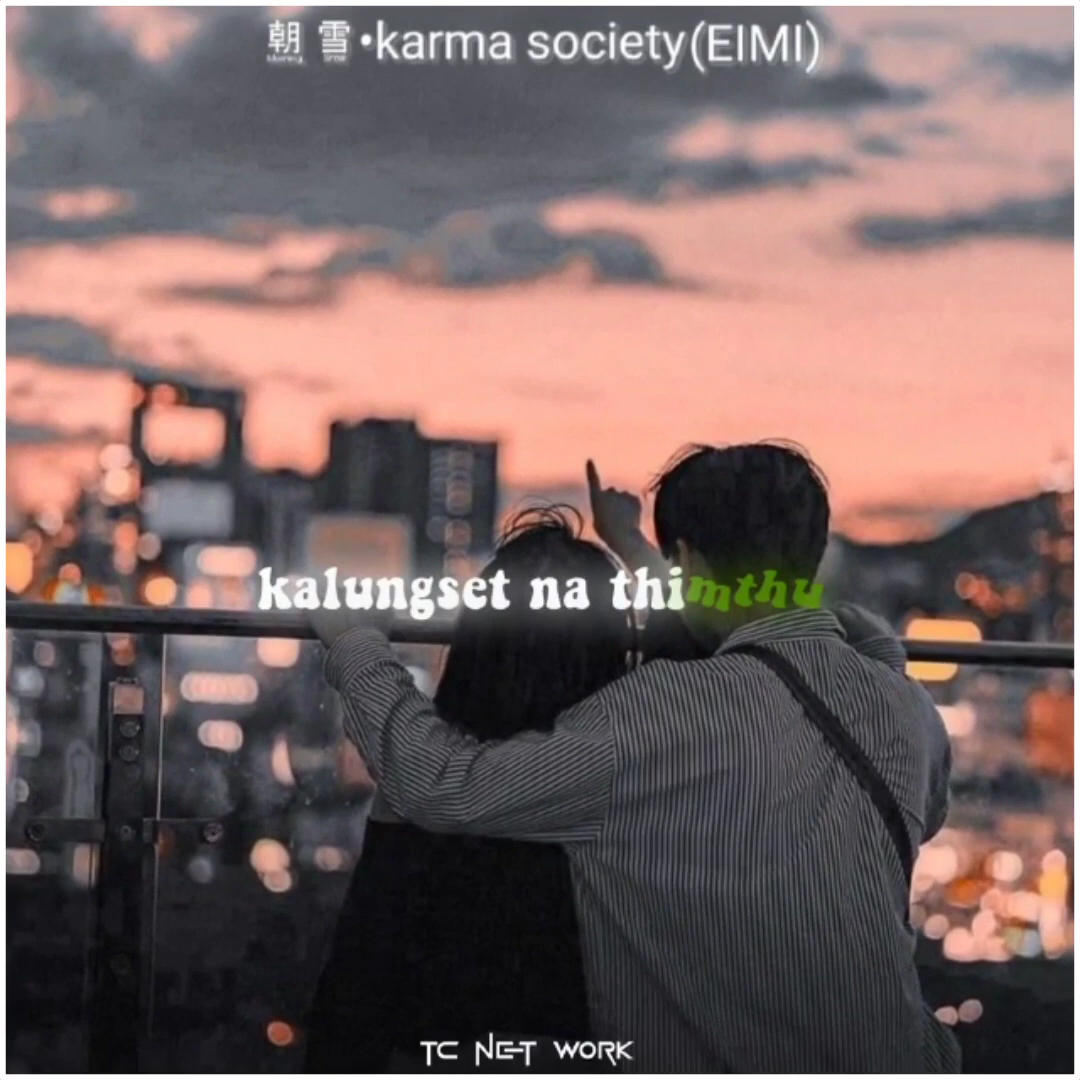 朝 雪•karma society(EIMI)
kalungset na thimthu
TC NET WORK